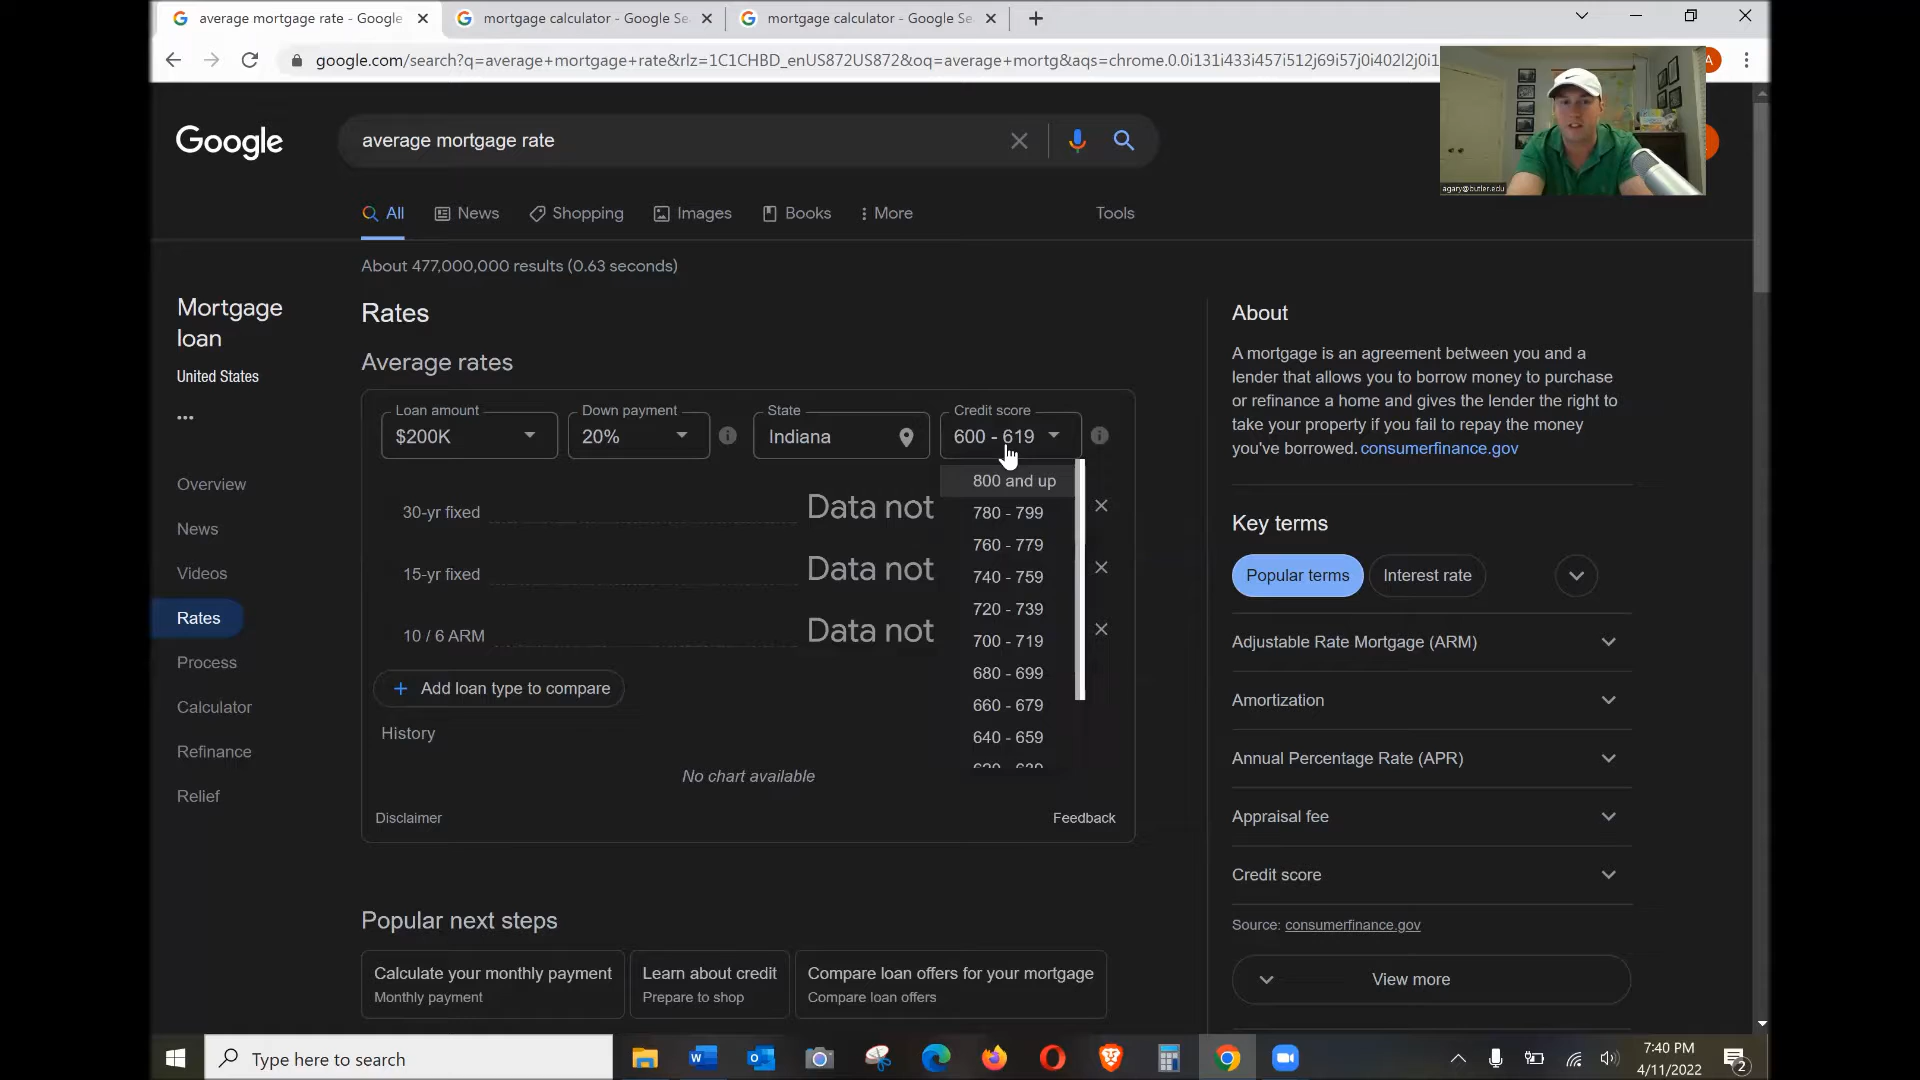 average mortgage rate - Google
mortgage calculator - Google Se
mortgage calculator - Google Se
google.com/search?q=average+mortgage+rate&rlz=1C1CHBD_enUS872US872&oq=average+mortg&aqs=chrome.0.0i131i433i457i512j69i57j0i402l2j0i1
A
agary@butler.edu
Google
average mortgage rate
All
News
Shopping
Images
Books
More
Tools
About 477,000,000 results (0.63 seconds)
Mortgage
loan
United States
Overview
News
Videos
Rates
Process
Calculator
Refinance
Relief
Rates
Average rates
Loan amount
$200K
Down payment
20%
State
Indiana
Credit score
600 - 619
800 and up
780 - 799
760 - 779
740 - 759
720 - 739
700 - 719
680 - 699
660 - 679
640 - 659
620 - 639
30-yr fixed
Data not
15-yr fixed
Data not
10 / 6 ARM
Data not
Add loan type to compare
History
No chart available
Disclaimer
Feedback
Popular next steps
Calculate your monthly payment
Monthly payment
Learn about credit
Prepare to shop
Compare loan offers for your mortgage
Compare loan offers
About
A mortgage is an agreement between you and a
lender that allows you to borrow money to purchase
or refinance a home and gives the lender the right to
take your property if you fail to repay the money
you've borrowed. consumerfinance.gov
Key terms
Popular terms
Interest rate
Adjustable Rate Mortgage (ARM)
Amortization
Annual Percentage Rate (APR)
Appraisal fee
Credit score
Source: consumerfinance.gov
View more
Type here to search
7:40 PM
4/11/2022
2